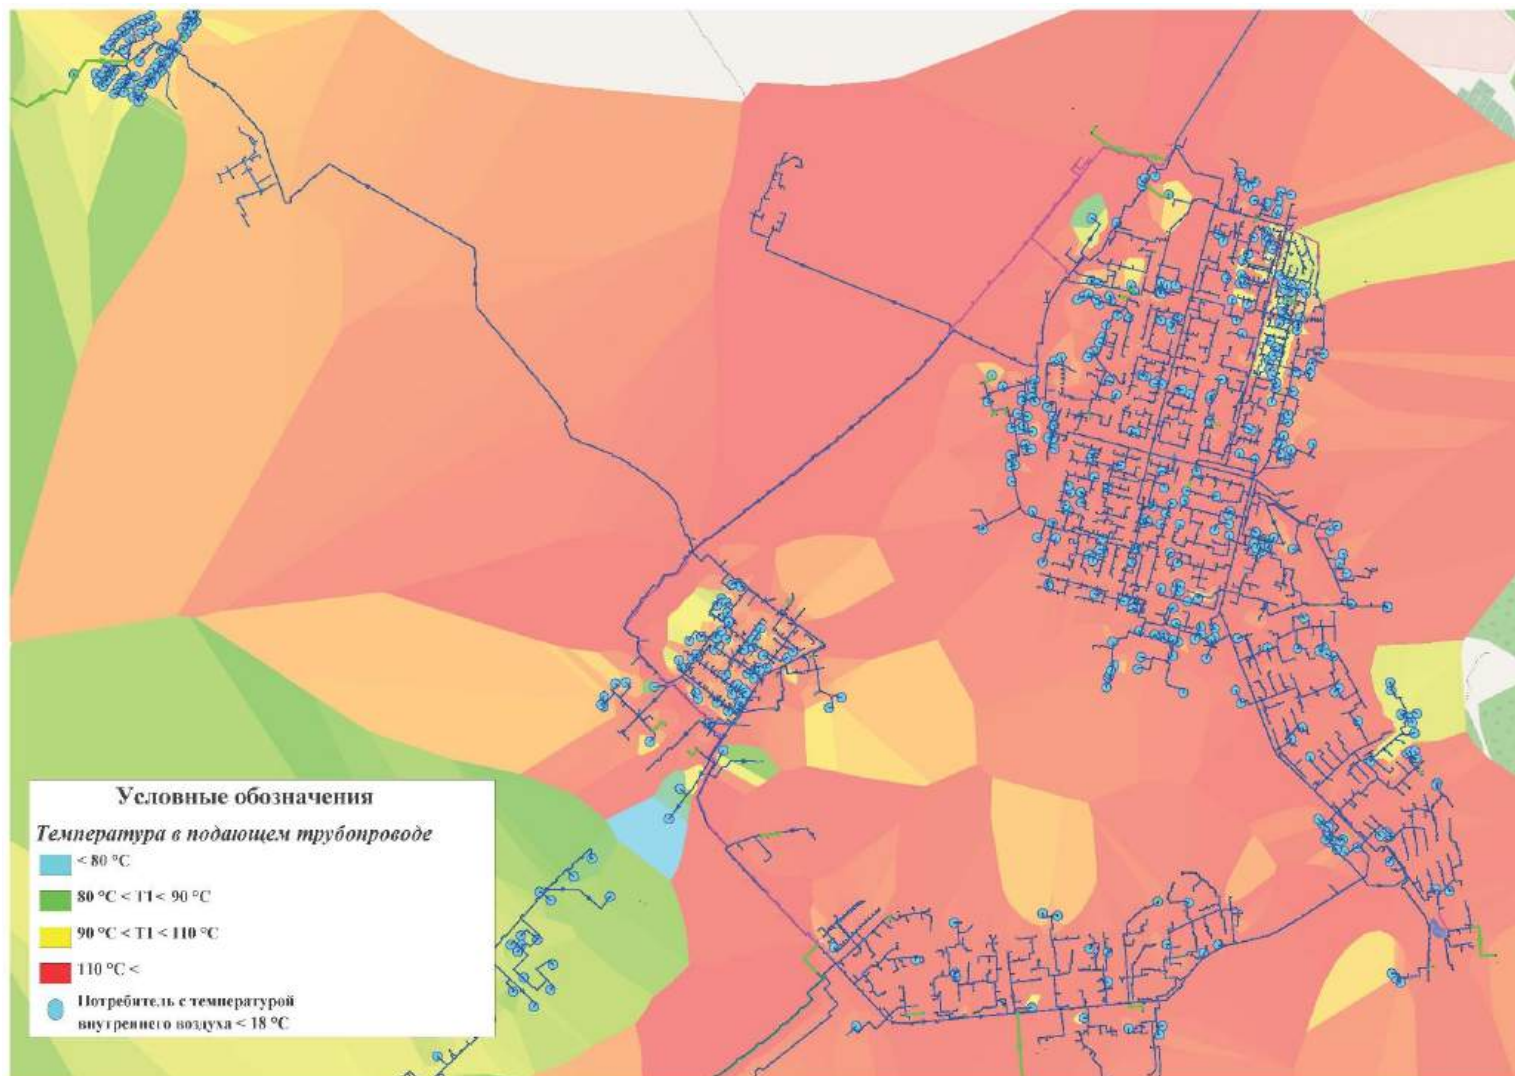 Условные обозначения
Температура в подающем трубопроводе
< 80 °C
80 °C < T1 < 90 °C
90 °C < T1 < 110 °C
110 °C <
Потребитель с температурой
внутреннего воздуха < 18 °C